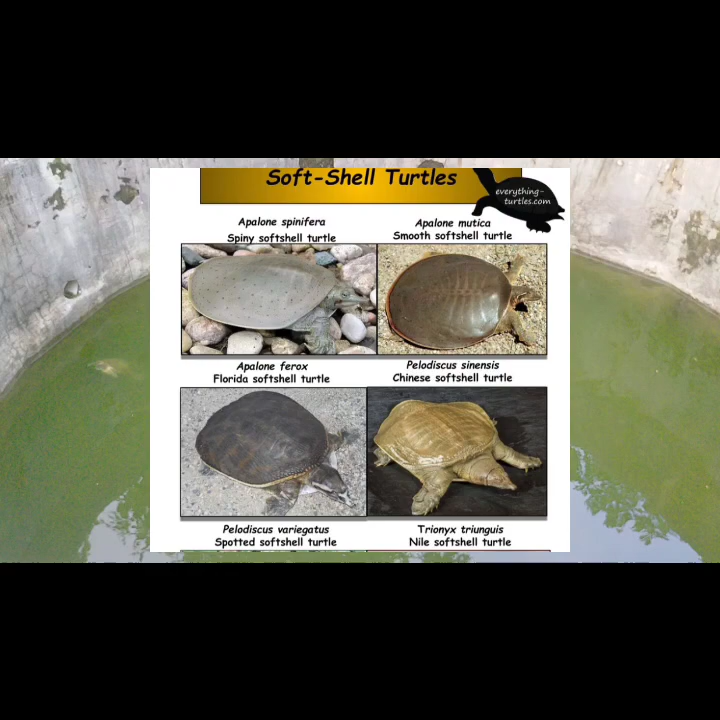 Soft-Shell Turtles
everything-
turtles.com
Apalone spinifera
Spiny softshell turtle
Apalone mutica
Smooth softshell turtle
Apalone ferox
Florida softshell turtle
Pelodiscus sinensis
Chinese softshell turtle
Pelodiscus variegatus
Spotted softshell turtle
Trionyx triunguis
Nile softshell turtle